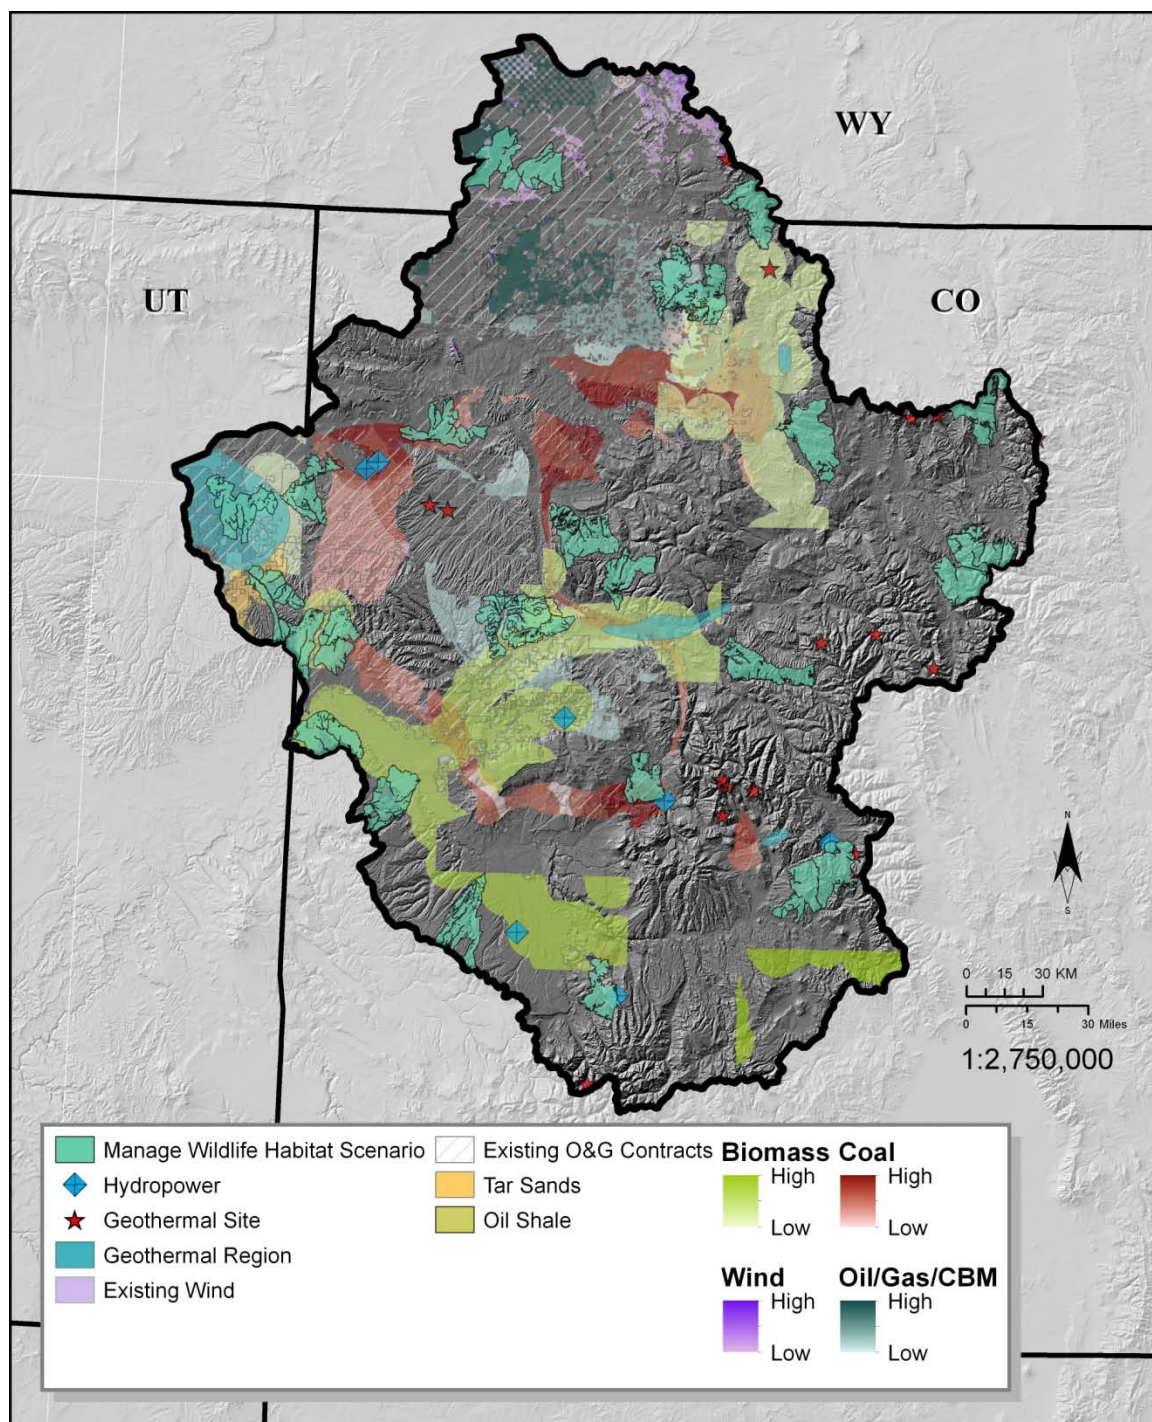 WY
UT
CO
N
S
0 15 30 KM
0 15 30 Miles
1:2,750,000
Manage Wildlife Habitat Scenario
Hydropower
Geothermal Site
Geothermal Region
Existing Wind
Existing O&G Contracts
Tar Sands
Oil Shale
Biomass
High
Low
Coal
High
Low
Wind
High
Low
Oil/Gas/CBM
High
Low